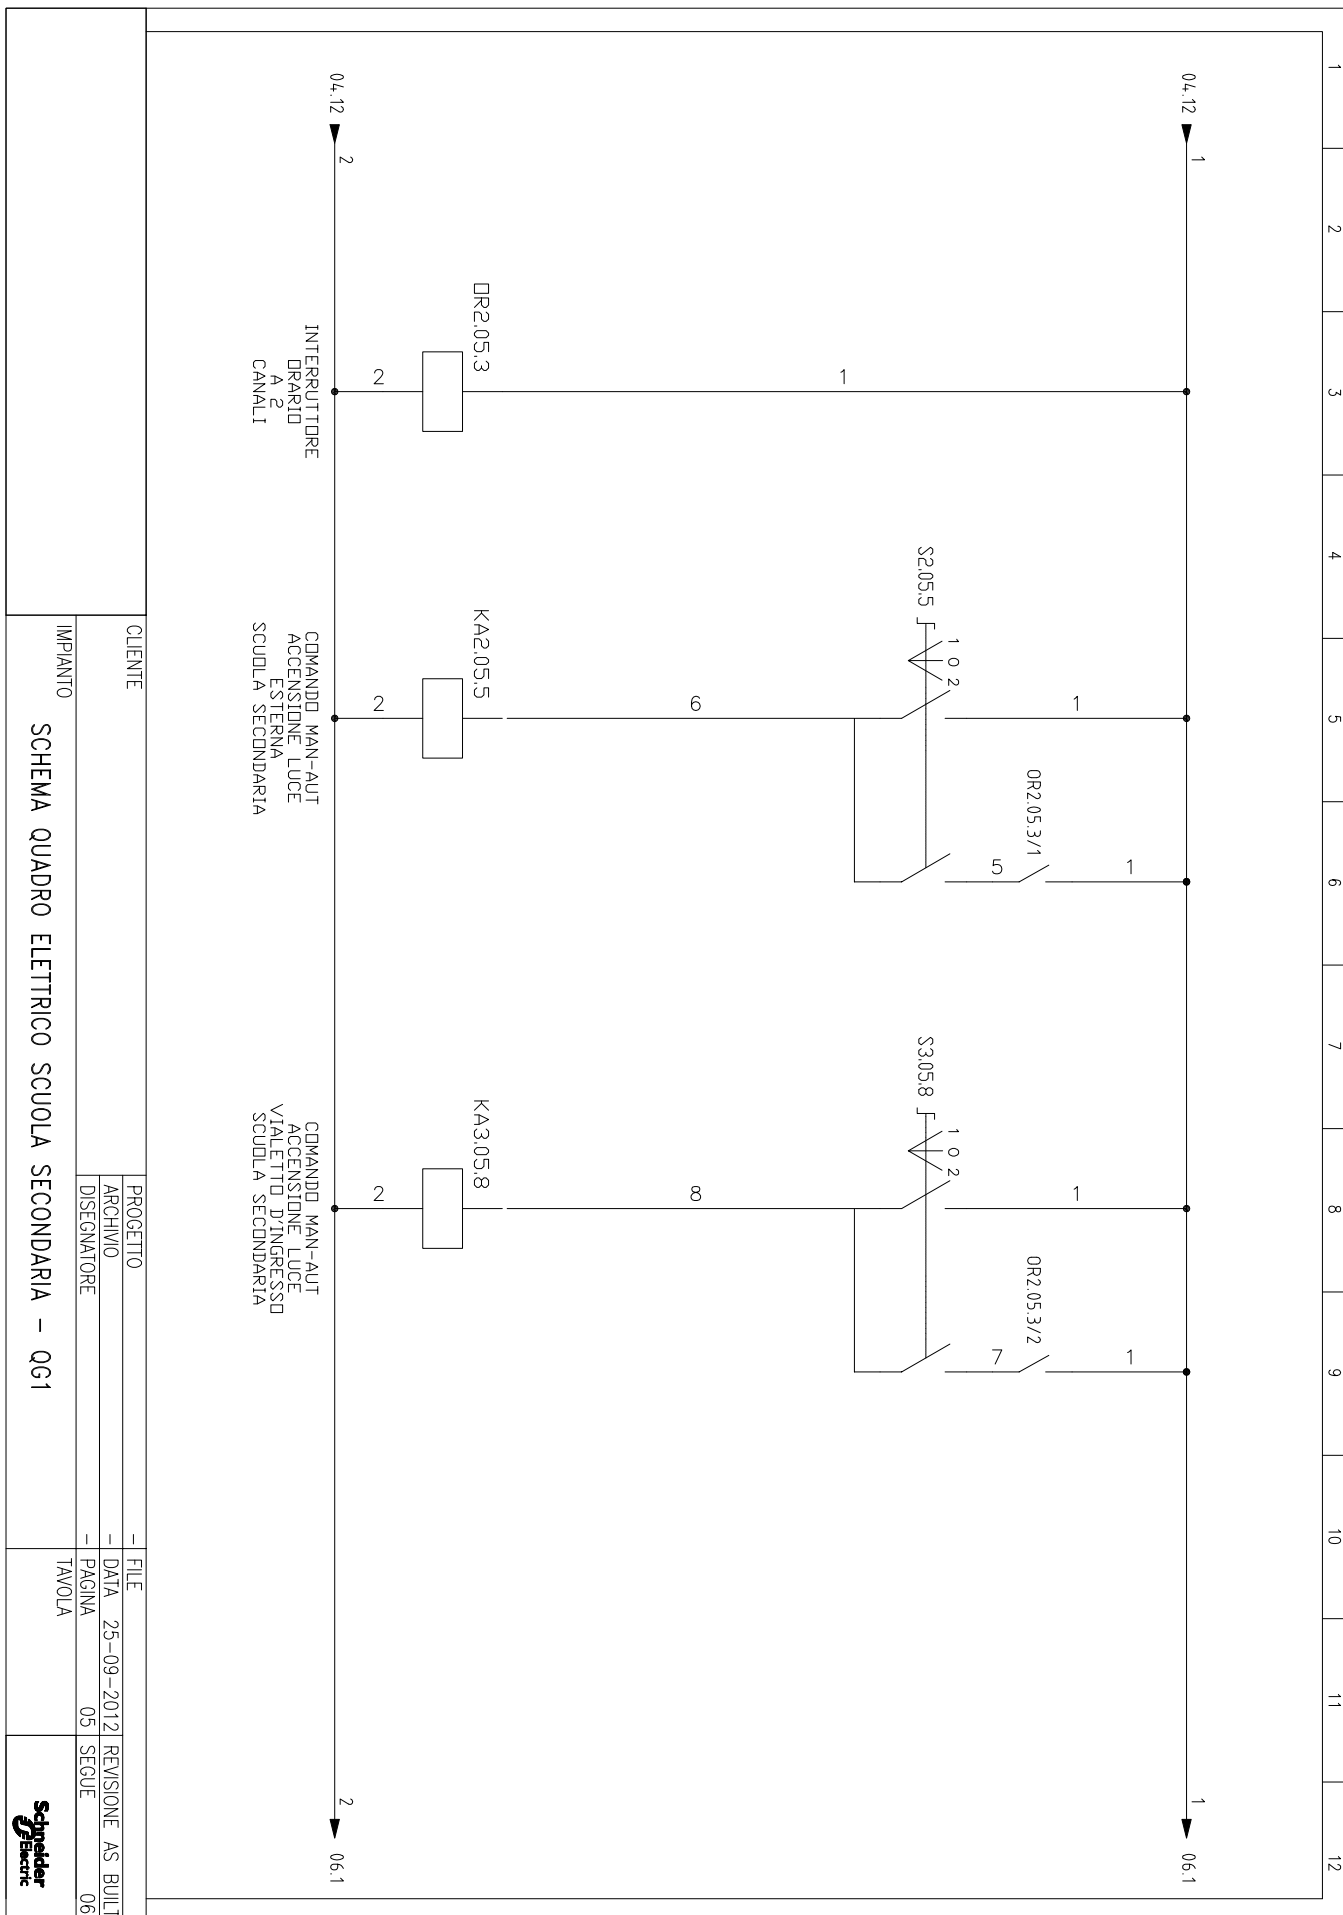 1 2 3 4 5 6 7 8 9 10 11 12
04.12 1 1 06.1
OR2.05.3/1 OR2.05.3/2
1 1 1 1 1
5 7
S2.05.5 1 0 2
S3.05.8 1 0 2
6 8
OR2.05.3 KA2.05.5 KA3.05.8
2 2 2
04.12 2 2 06.1
INTERRUTTORE
ORARIO
A 2
CANALI
COMANDO MAN-AUT
ACCENSIONE LUCE
ESTERNA
SCUOLA SECONDARIA
COMANDO MAN-AUT
ACCENSIONE LUCE
VIALETTO D'INGRESSO
SCUOLA SECONDARIA
CLIENTE
PROGETTO -
FILE
ARCHIVIO -
DATA 25-09-2012
REVISIONE AS BUILT
DISEGNATORE -
PAGINA 05
SEGUE 06
IMPIANTO
SCHEMA QUADRO ELETTRICO SCUOLA SECONDARIA - QG1
TAVOLA
Schneider
Electric